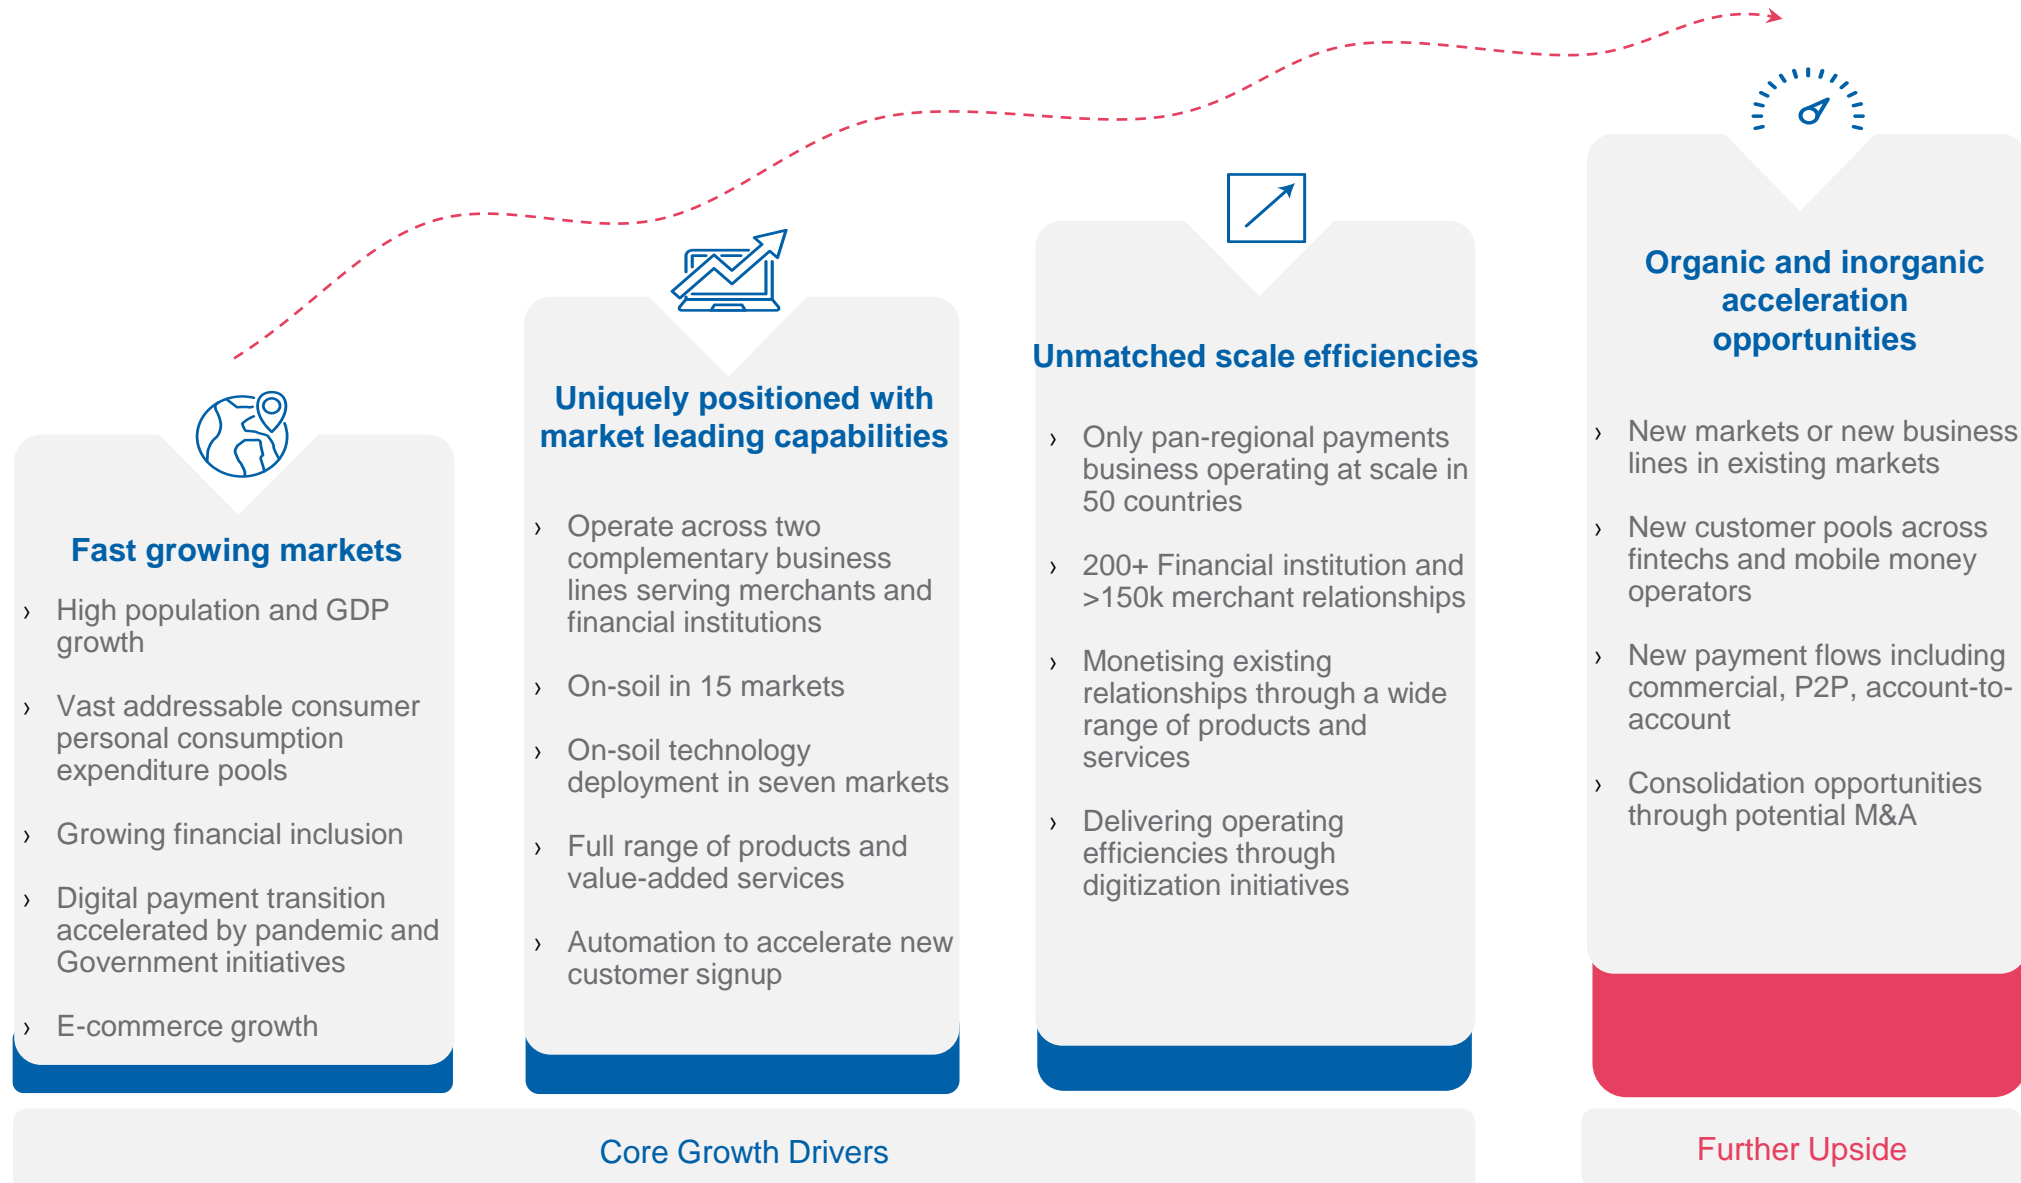 Fast growing markets
› High population and GDP
growth
› Vast addressable consumer
personal consumption
expenditure pools
› Growing financial inclusion
› Digital payment transition
accelerated by pandemic and
Government initiatives
› E-commerce growth
Uniquely positioned with
market leading capabilities
› Operate across two
complementary business
lines serving merchants and
financial institutions
› On-soil in 15 markets
› On-soil technology
deployment in seven markets
› Full range of products and
value-added services
› Automation to accelerate new
customer signup
Unmatched scale efficiencies
› Only pan-regional payments
business operating at scale in
50 countries
› 200+ Financial institution and
>150k merchant relationships
› Monetising existing
relationships through a wide
range of products and
services
› Delivering operating
efficiencies through
digitization initiatives
Organic and inorganic
acceleration
opportunities
› New markets or new business
lines in existing markets
› New customer pools across
fintechs and mobile money
operators
› New payment flows including
commercial, P2P, account-to-
account
› Consolidation opportunities
through potential M&A
Core Growth Drivers
Further Upside